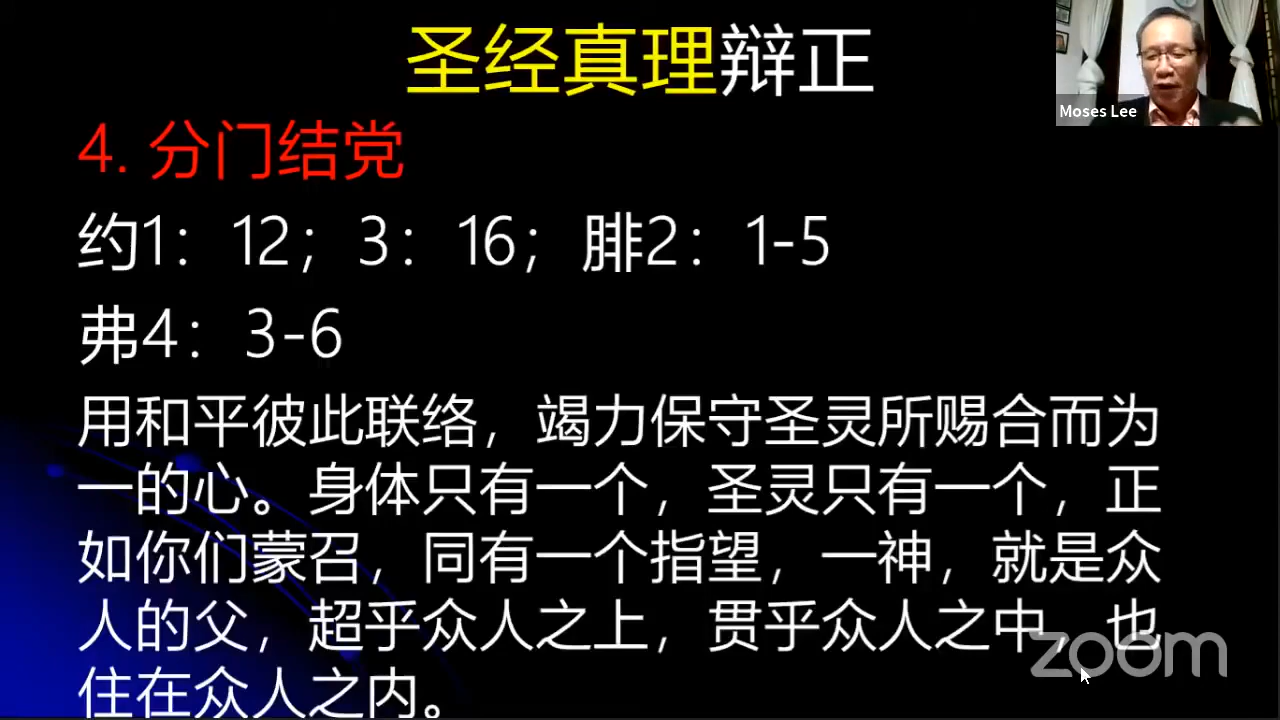 圣经真理辩正
Moses Lee
4. 分门结党
约1：12；3：16；腓2：1-5
弗4：3-6
用和平彼此联络，竭力保守圣灵所赐合而为
一的心。身体只有一个，圣灵只有一个，正
如你们蒙召，同有一个指望，一神，就是众
人的父，超乎众人之上，贯乎众人之中，也
住在众人之内。
zoom